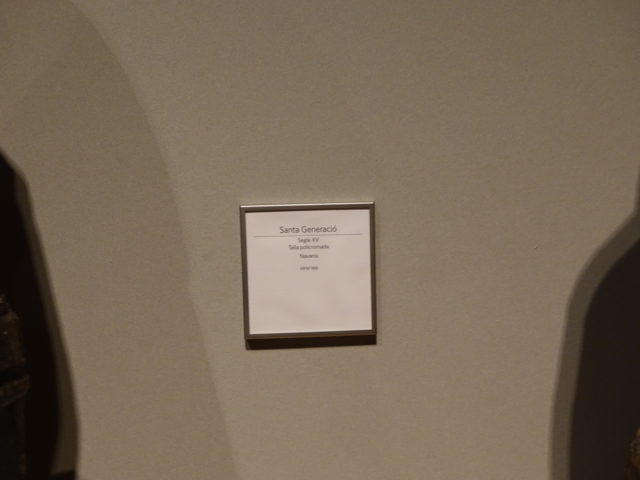 Santa Generació
Segle XV
Talla policromada
Navarra